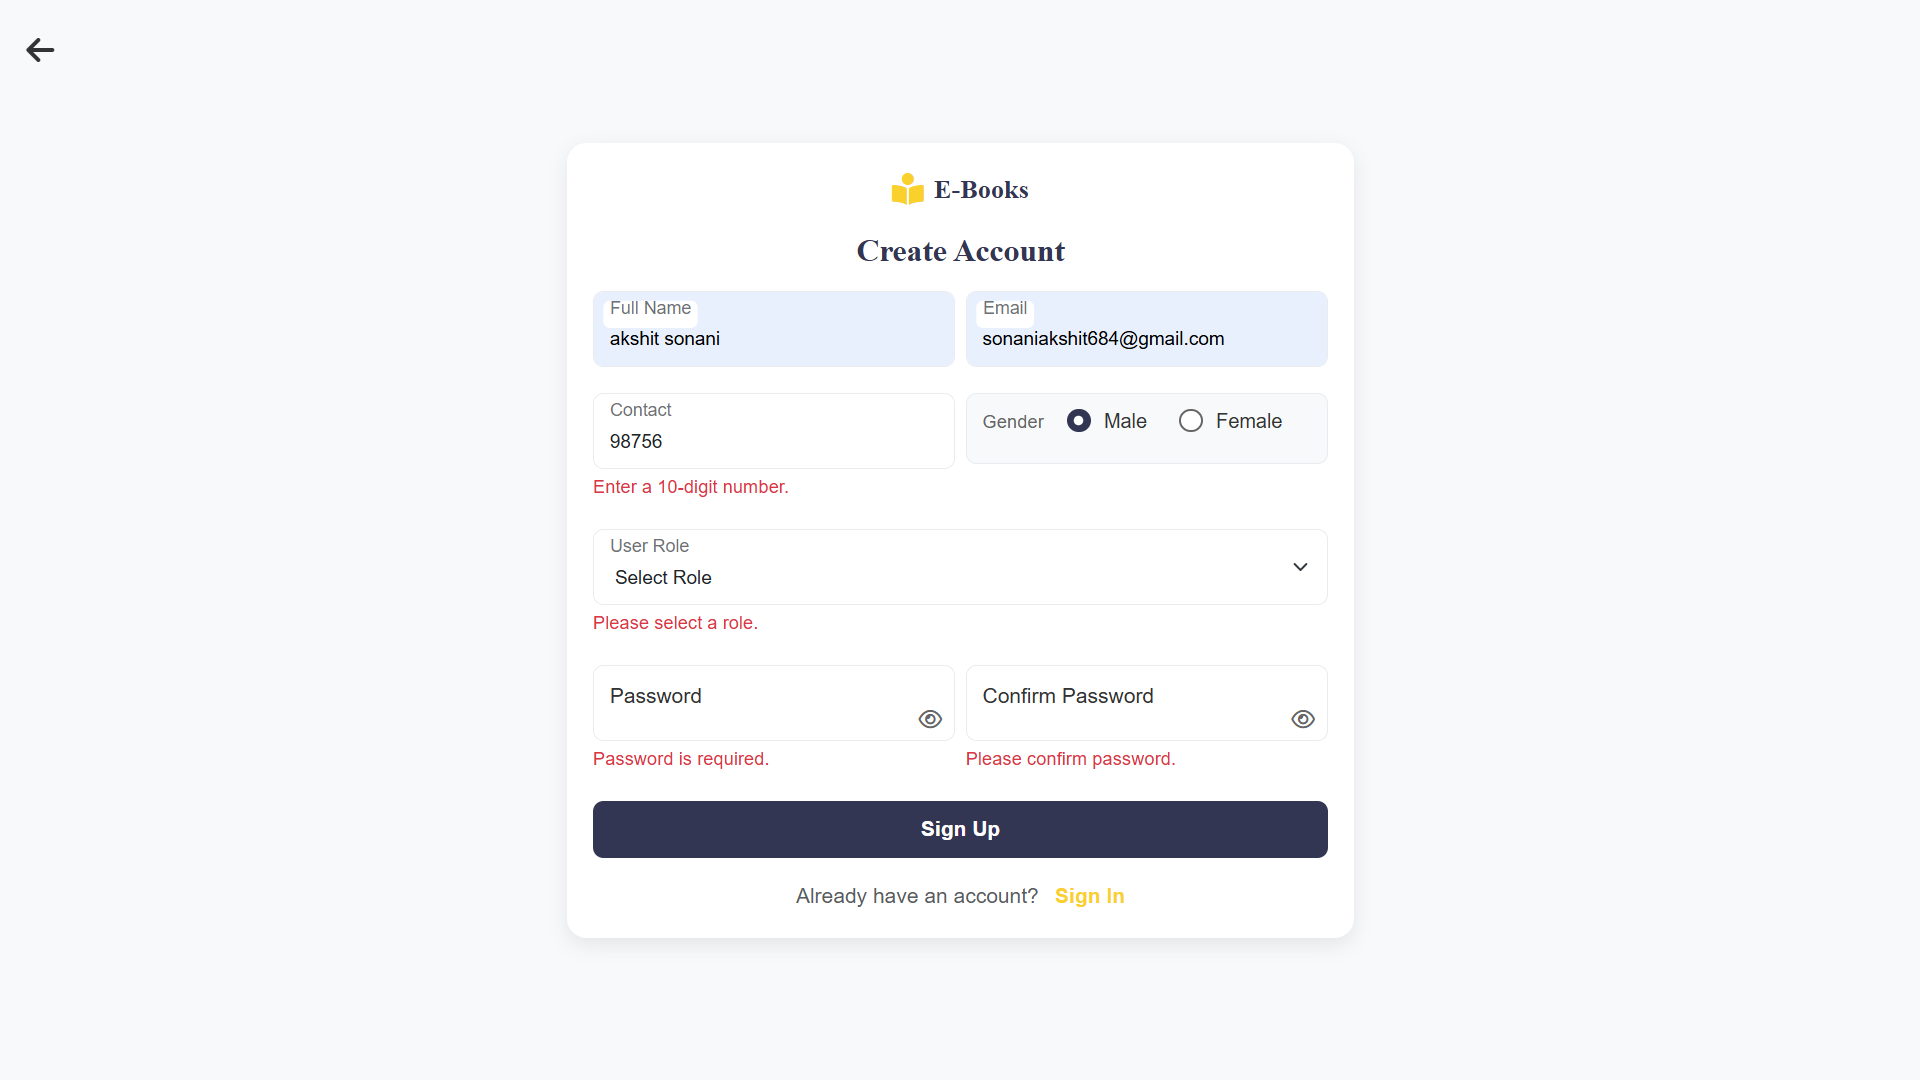 E-Books
Create Account
Full Name
akshit sonani
Email
sonaniakshit684@gmail.com
Contact
98756
Gender Male Female
Enter a 10-digit number.
User Role
Select Role
Please select a role.
Password
Confirm Password
Password is required.
Please confirm password.
Sign Up
Already have an account? Sign In